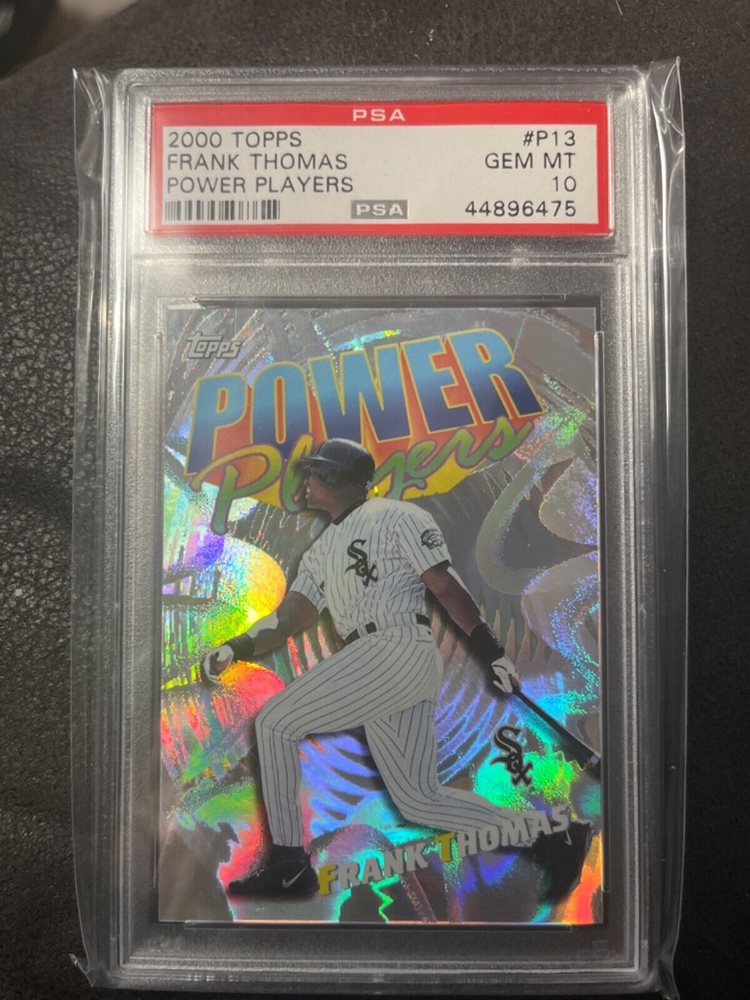 PSA
2000 TOPPS #P13
FRANK THOMAS GEM MT
POWER PLAYERS 10
PSA 44896475
Topps
POWER
Players
Sox
Sox
FRANK THOMAS